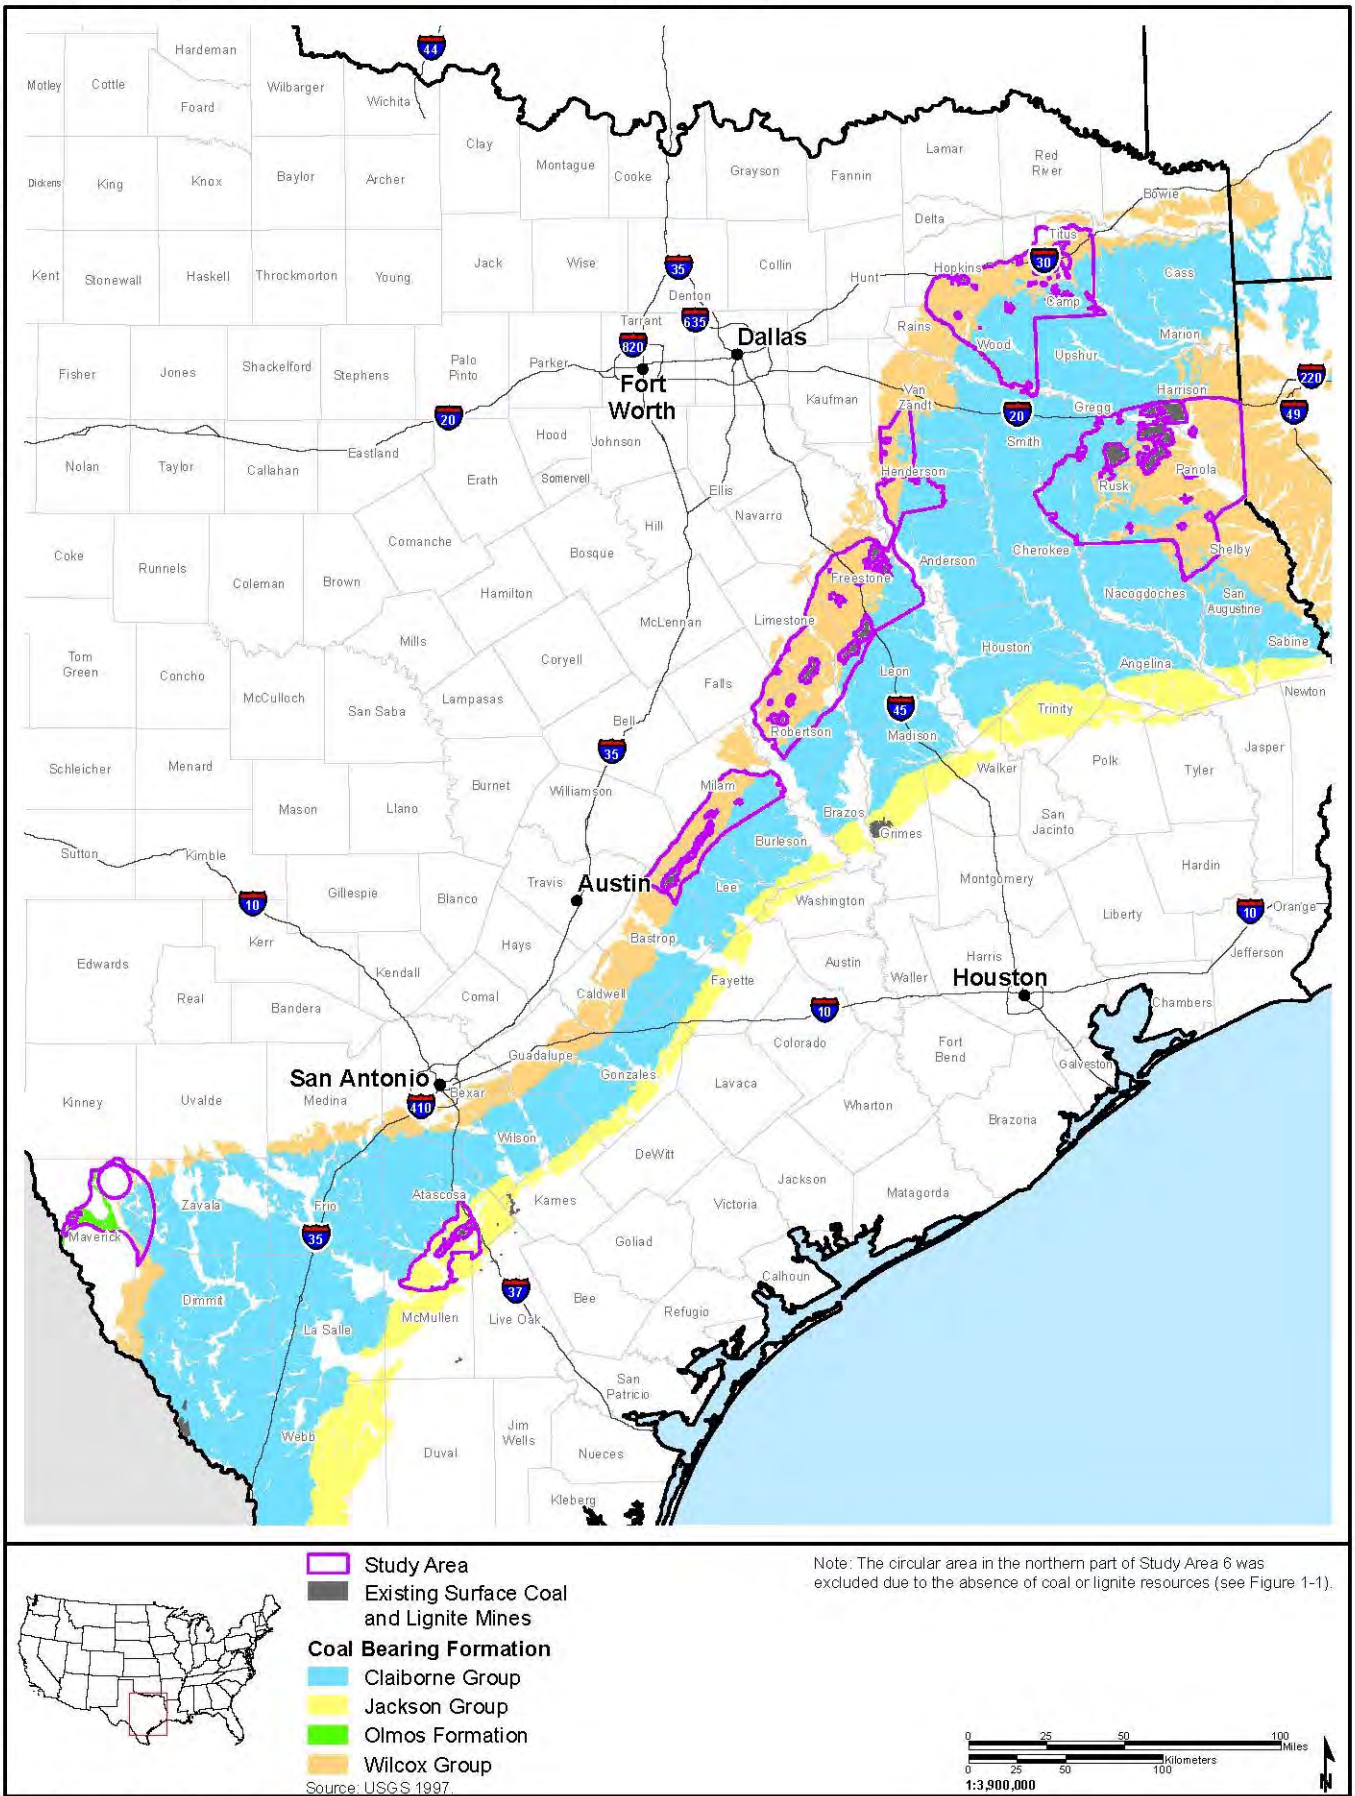 44
Hardeman
Motley
Cottle
Wilbarger
Foard
Wichita
Clay
Lamar
Red
River
Montague
Cooke
Grayson
Fannin
Dickens
King
Knox
Baylor
Archer
Bowie
Delta
Titus
Kent
Stonewall
Haskell
Throckmorton
Young
Jack
Wise
35
Collin
Hunt
Hopkins
30
Cass
Denton
Camp
Tarrant
635
Rains
Marion
820
Dallas
Wood
Upshur
Fisher
Jones
Shackelford
Stephens
Palo
Pinto
Parker
Fort
Worth
Van
Zandt
Harrison
220
Kaufman
20
20
Gregg
49
Hood
Johnson
Smith
Nolan
Taylor
Callahan
Eastland
Erath
Somervell
Ellis
Henderson
Panola
Rusk
Hill
Navarro
Coke
Runnels
Coleman
Brown
Comanche
Bosque
Anderson
Cherokee
Shelby
Hamilton
Freestone
Nacogdoches
San
Augustine
McLennan
Limestone
Mills
Tom
Green
Concho
Coryell
Houston
Sabine
McCulloch
Lampasas
Falls
Leon
Angelina
San Saba
Newton
Bell
45
Trinity
Robertson
Madison
35
Schleicher
Menard
Jasper
Walker
Polk
Tyler
Burnet
Milam
Williamson
Mason
Llano
Brazos
San
Jacinto
Grimes
Burleson
Sutton
Kimble
Hardin
Gillespie
Travis
Austin
Lee
Montgomery
Blanco
10
Washington
Liberty
10
Orange
Kerr
Hays
Bastrop
Edwards
Kendall
Austin
Harris
Jefferson
Real
Comal
Caldwell
Fayette
Waller
Houston
Bandera
10
Chambers
Colorado
Fort
Bend
Guadalupe
San Antonio
Gonzales
Galveston
Kinney
Uvalde
Medina
Bexar
Lavaca
410
Wharton
Brazoria
Wilson
DeWitt
Jackson
Matagorda
Zavala
Frio
Atascosa
Karnes
Victoria
Maverick
35
Goliad
Calhoun
Dimmit
37
Bee
McMullen
Live Oak
Refugio
La Salle
San
Patricio
Webb
Duval
Jim
Wells
Nueces
Kleberg
Study Area
Existing Surface Coal
and Lignite Mines
Coal Bearing Formation
Claiborne Group
Jackson Group
Olmos Formation
Wilcox Group
Source: USGS 1997.
Note: The circular area in the northern part of Study Area 6 was
excluded due to the absence of coal or lignite resources (see Figure 1-1).
0 25 50 100
Miles
Kilometers
0 25 50 100
1:3,900,000
N